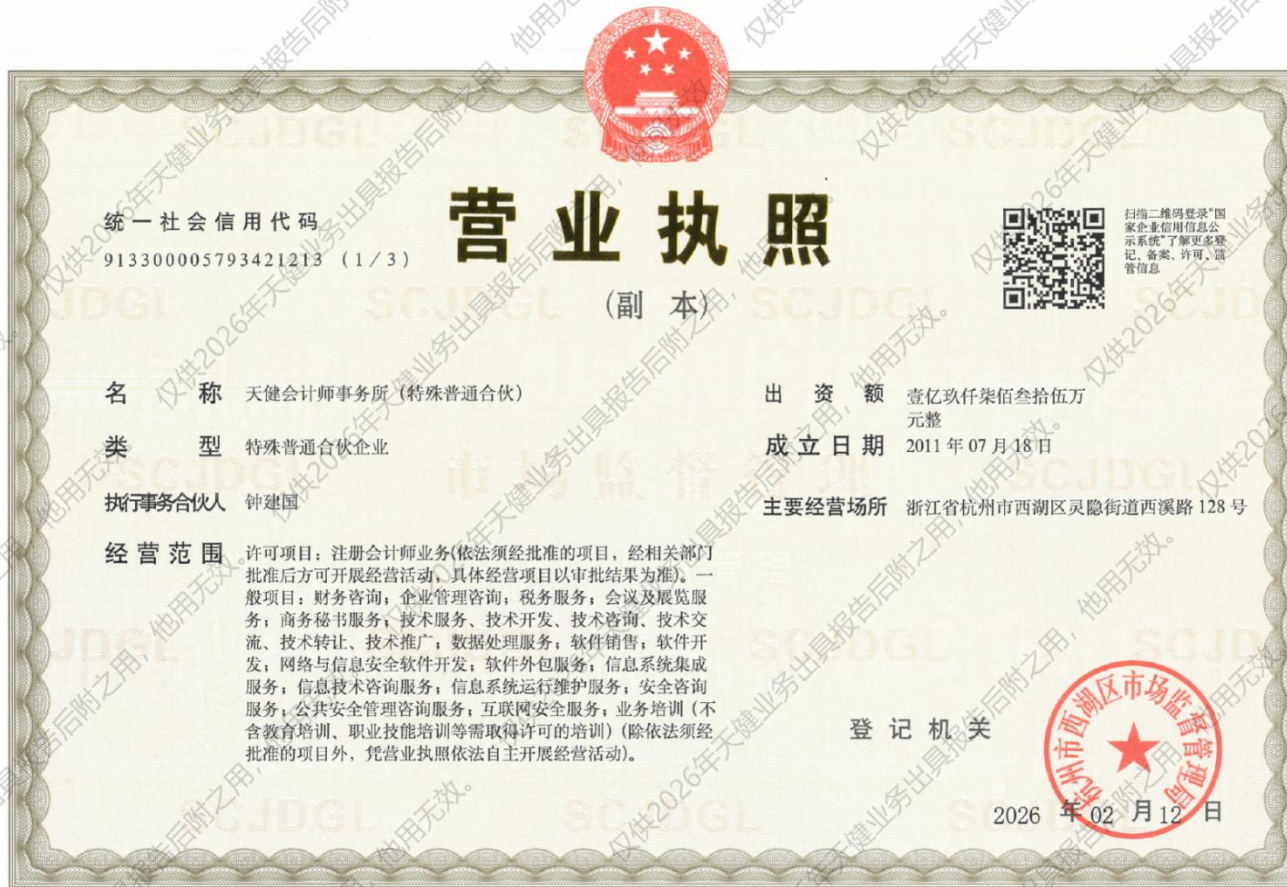 营业执照
(副 本)
统一社会信用代码
913300005793421213 (1/3)
扫描二维码登录“国
家企业信用信息公
示系统”了解更多登
记、备案、许可、监
管信息
名 称 天健会计师事务所（特殊普通合伙）
类 型 特殊普通合伙企业
执行事务合伙人 钟建国
经营范围 许可项目：注册会计师业务(依法须经批准的项目，经相关部门
批准后方可开展经营活动，具体经营项目以审批结果为准)。一
般项目：财务咨询；企业管理咨询；税务服务；会议及展览服
务；商务秘书服务；技术服务、技术开发、技术咨询、技术交
流、技术转让、技术推广；数据处理服务；软件销售；软件开
发；网络与信息安全软件开发；软件外包服务；信息系统集成
服务；信息技术咨询服务；信息系统运行维护服务；安全咨询
服务；公共安全管理咨询服务；互联网安全服务；业务培训（不
含教育培训、职业技能培训等需取得许可的培训）(除依法须经
批准的项目外，凭营业执照依法自主开展经营活动)。
出 资 额 壹亿玖仟柒佰叁拾伍万
元整
成立日期 2011年07月18日
主要经营场所 浙江省杭州市西湖区灵隐街道西溪路128号
登记机关
杭州市西湖区市场监督管理局
2026 年 02 月 12 日
市场监督管理
SCJDGL
仅供2026年天健业务出具报告后附之用，他用无效。